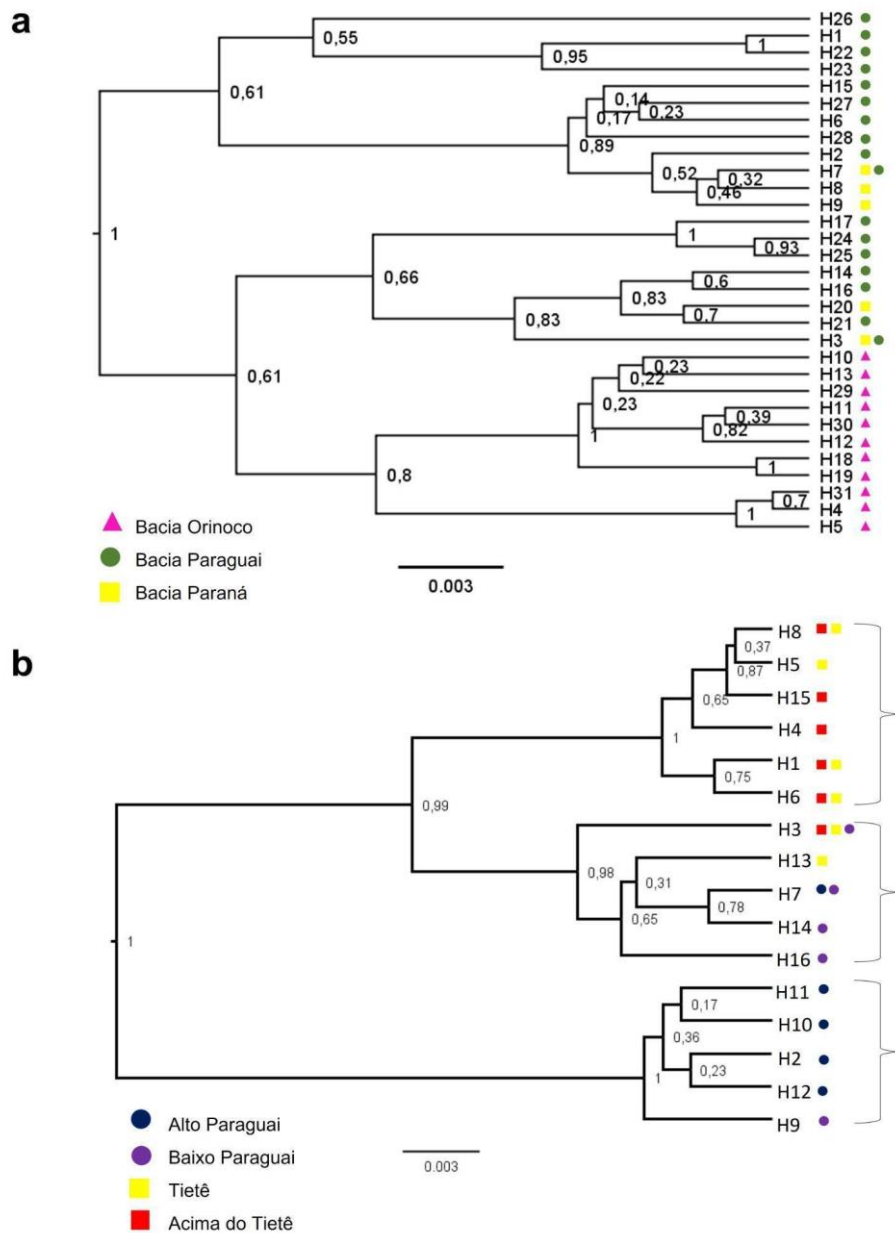 a
H26
0,55
H1
1
H22
0,95
H23
0,61
H15
0,14
H27
0,23
0,17
H6
H28
0,89
H2
H7
0,52
0,32
H8
0,46
H9
1
H17
1
H24
0,93
H25
0,66
H14
0,6
H16
0,83
H20
0,7
0,83
H21
H3
0,61
H10
0,23
H13
0,22
H29
0,23
H11
0,39
H30
0,82
1
H12
H18
1
H19
0,8
H31
0,7
H4
1
H5
Bacia Orinoco
Bacia Paraguai
Bacia Paraná
0.003
b
H8
0,37
H5
0,87
H15
0,65
H4
1
H1
0,75
H6
0,99
H3
0,98
H13
0,31
H7
0,78
0,65
H14
H16
1
H11
0,17
H10
0,36
H2
0,23
1
H12
H9
Alto Paraguai
Baixo Paraguai
Tietê
Acima do Tietê
0.003